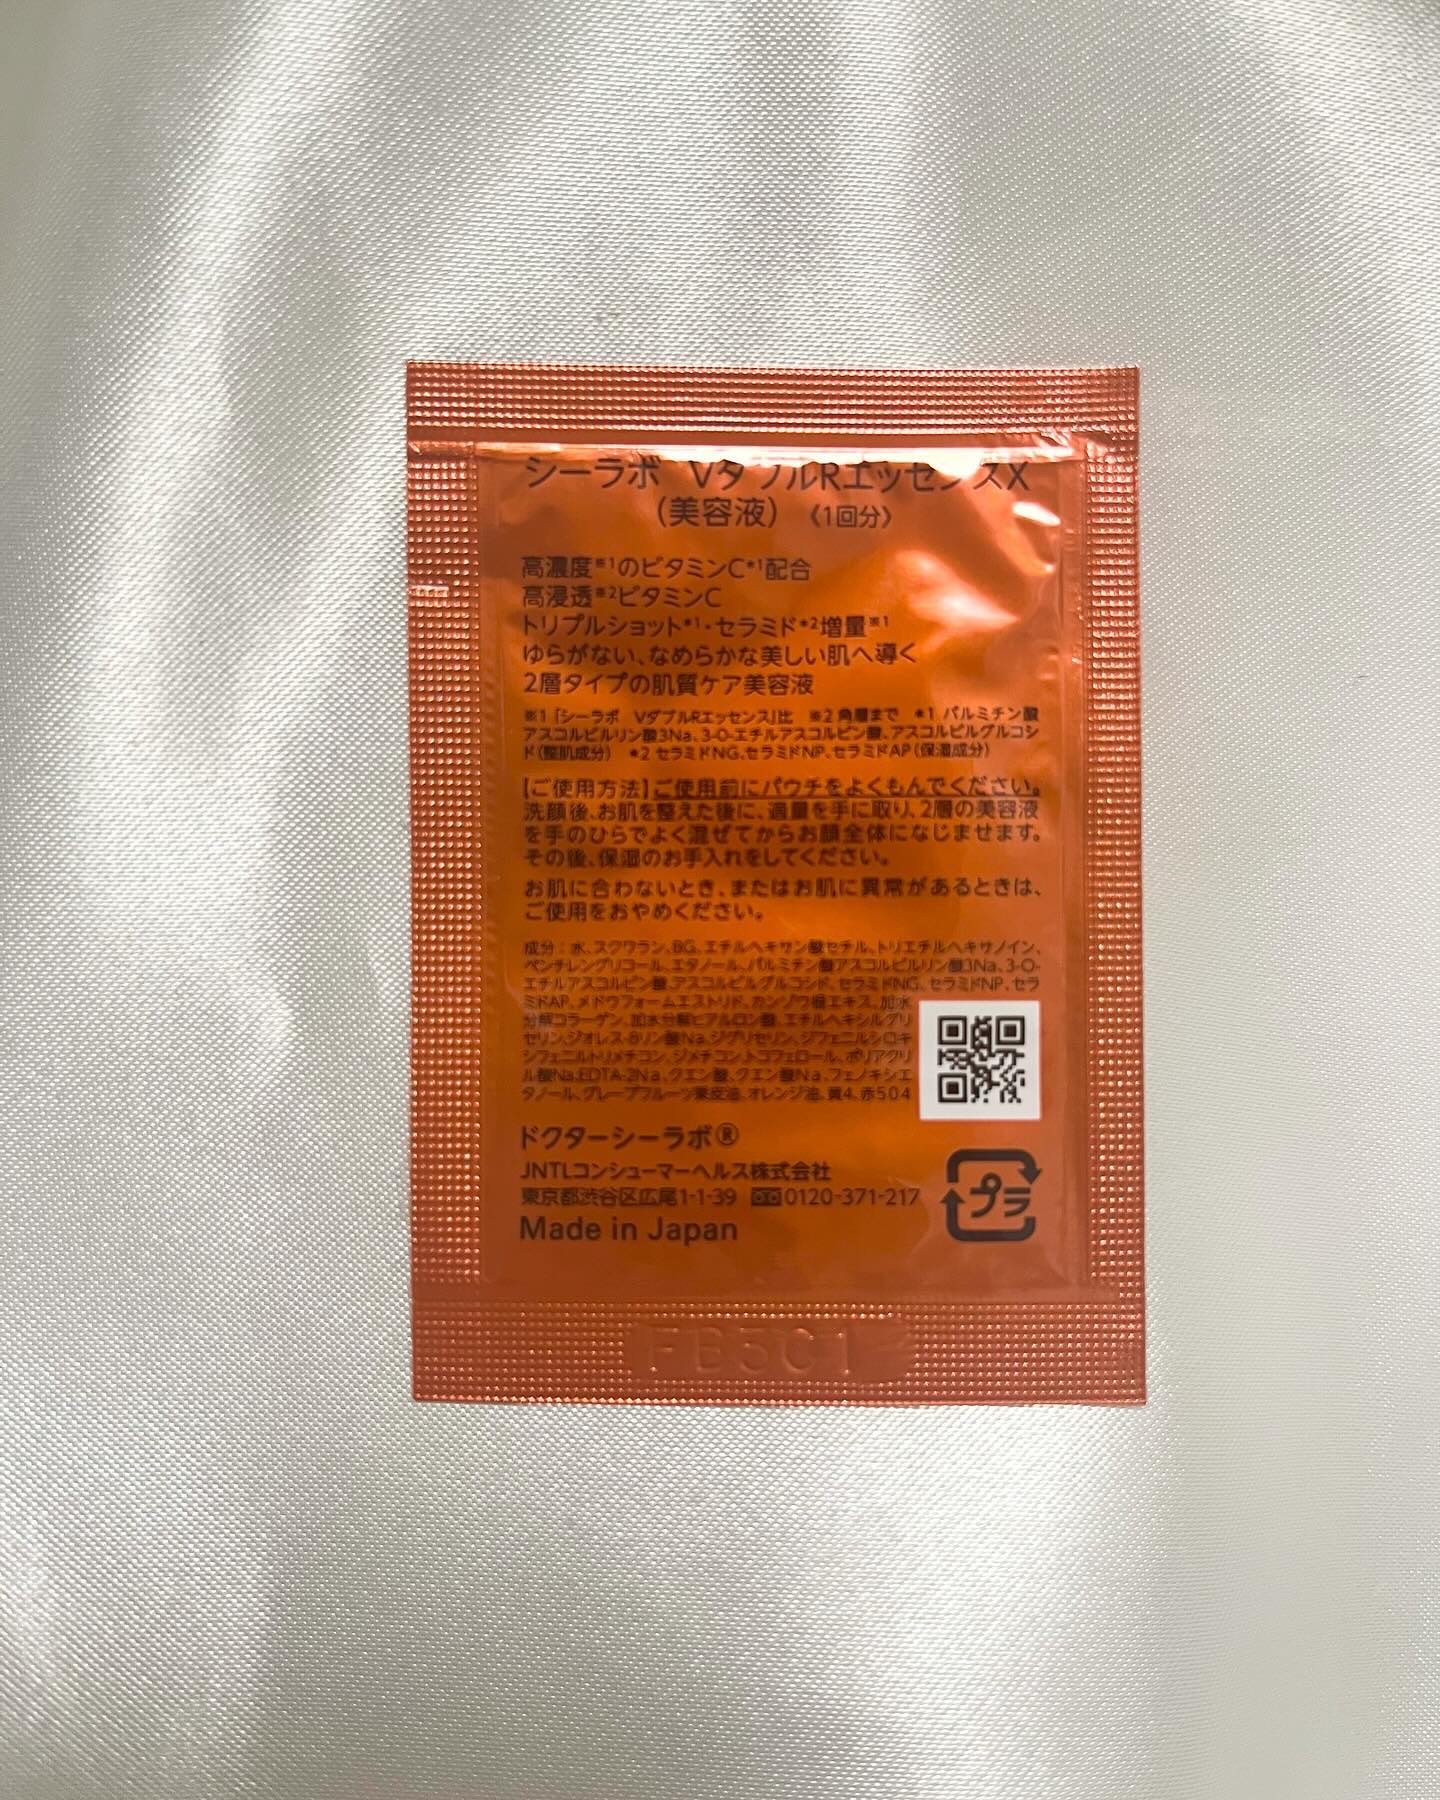 シーラボ VダブルRエッセンスX
(美容液) 《1回分》
高濃度※1のビタミンC*1配合
高浸透※2ビタミンC
トリプルショット*1・セラミド*2増量※1
ゆらがない、なめらかな美しい肌へ導く
2層タイプの肌質ケア美容液
※1「シーラボ VダブルRエッセンス」比 ※2 角層まで *1 パルミチン酸
アスコルビルリン酸3Na、3-O-エチルアスコルビン酸、アスコルビルグルコシ
ド(整肌成分) *2 セラミドNG、セラミドNP、セラミドAP(保湿成分)
【ご使用方法】ご使用前にパウチをよくもんでください。
洗顔後、お肌を整えた後に、適量を手に取り、2層の美容液
を手のひらでよく混ぜてからお顔全体になじませます。
その後、保湿のお手入れをしてください。
お肌に合わないとき、またはお肌に異常があるときは、
ご使用をおやめください。
成分:水、スクワラン、BG、エチルヘキサン酸セチル、トリエチルヘキサノイン、
ペンチレングリコール、エタノール、パルミチン酸アスコルビルリン酸3Na、3-O-
エチルアスコルビン酸、アスコルビルグルコシド、セラミドNG、セラミドNP、セラ
ミドAP、メドウフォームエストリド、カンゾウ根エキス、加水
分解コラーゲン、加水分解ヒアルロン酸、エチルヘキシルグリ
セリン、ジオレス-8リン酸Na、ジグリセリン、ジフェニルシロキ
シフェニルトリメチコン、ジメチコン、トコフェロール、ポリアクリ
ル酸Na、EDTA-2Na、クエン酸、クエン酸Na、フェノキシエ
タノール、グレープフルーツ果皮油、オレンジ油、黄4、赤504
ドクターシーラボ®
JNTLコンシューマーヘルス株式会社
東京都渋谷区広尾1-1-39 0120-371-217
Made in Japan
プラ
FB3C1